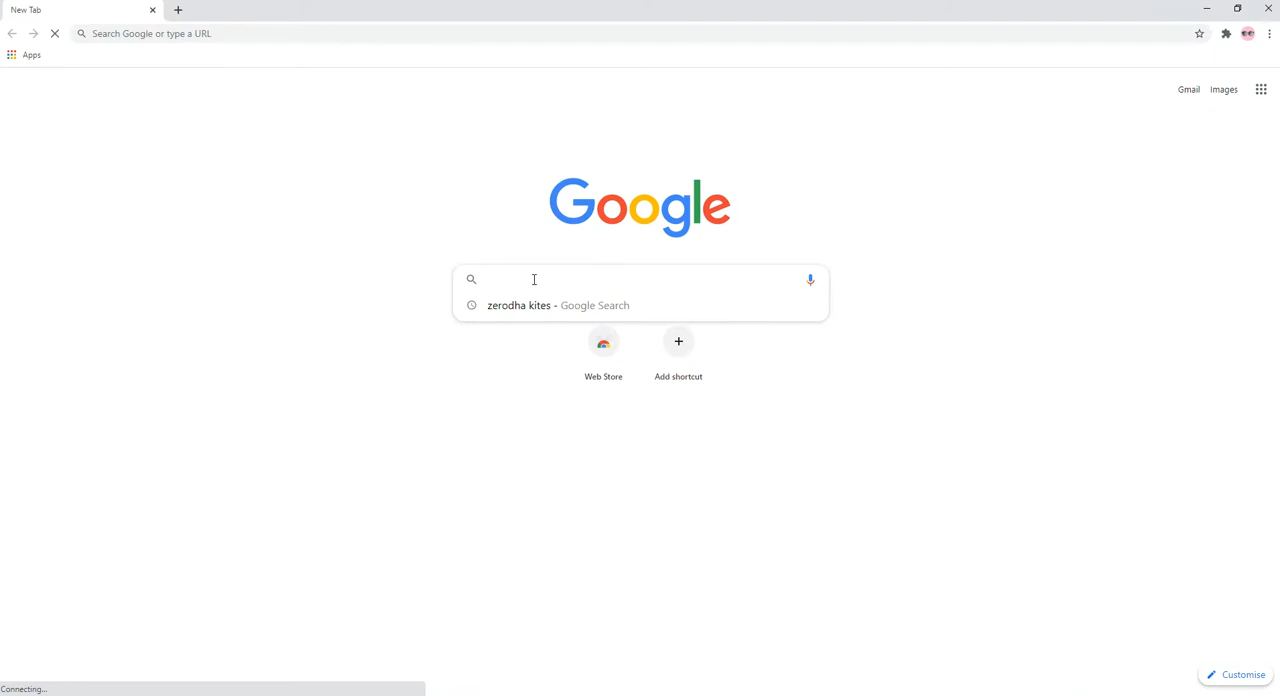 New Tab
Search Google or type a URL
Apps
Gmail Images
Google
zerodha kites - Google Search
Web Store Add shortcut
Customise
Connecting...